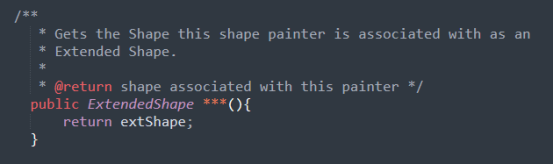 /**
* Gets the Shape this shape painter is associated with as an
* Extended Shape.
*
* @return shape associated with this painter */
public ExtendedShape ***(){
return extShape;
}